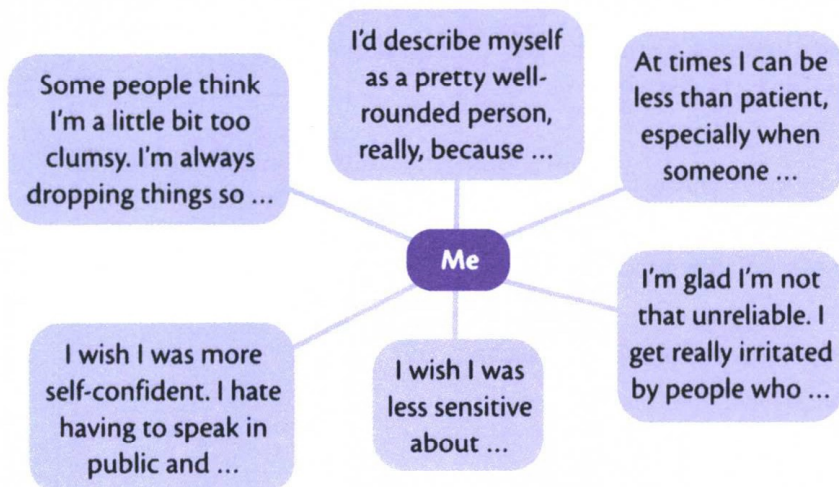 Some people think
I'm a little bit too
clumsy. I'm always
dropping things so ...
I'd describe myself
as a pretty well-
rounded person,
really, because ...
At times I can be
less than patient,
especially when
someone ...
Me
I wish I was more
self-confident. I hate
having to speak in
public and ...
I wish I was
less sensitive
about ...
I'm glad I'm not
that unreliable. I
get really irritated
by people who ...